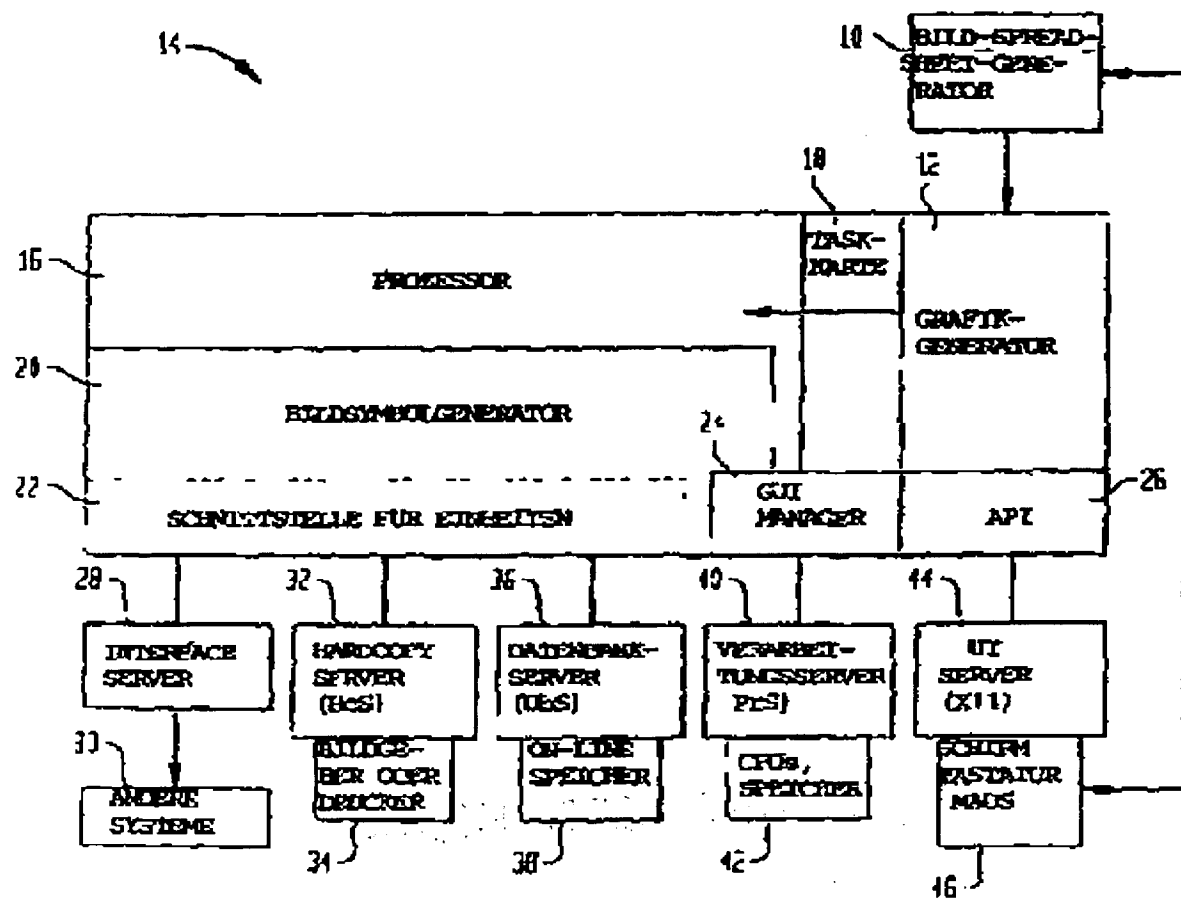 14
10
BILD-SPREAD-
SHEET-GENE-
RATOR
18
12
TASK-
KARTE
16
PROZESSOR
GRAFIK-
GENERATOR
20
BILDSYMBOLGENERATOR
24
22
SCHNITTSTELLE FÜR EINHEITEN
GUI
MANAGER
API
26
28
32
36
40
44
INTERFACE
SERVER
HARDCOPY
SERVER
(HcS)
DATENBANK-
SERVER
(DbS)
VERARBEI-
TUNGSSERVER
PrS)
UI
SERVER
(X11)
30
ANDERE
SYSTEME
BILDGE-
BER ODER
DRUCKER
ON-LINE
SPEICHER
CPUs,
SPEICHER
SCHIRM
TASTATUR
MAUS
34
38
42
46